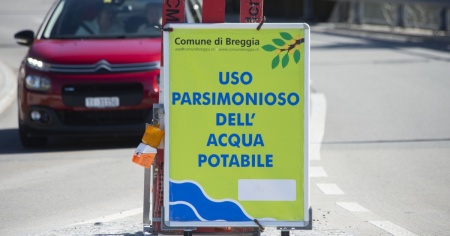 Comune di Breggia
USO
PARSIMONIOSO
DELL'
ACQUA
POTABILE